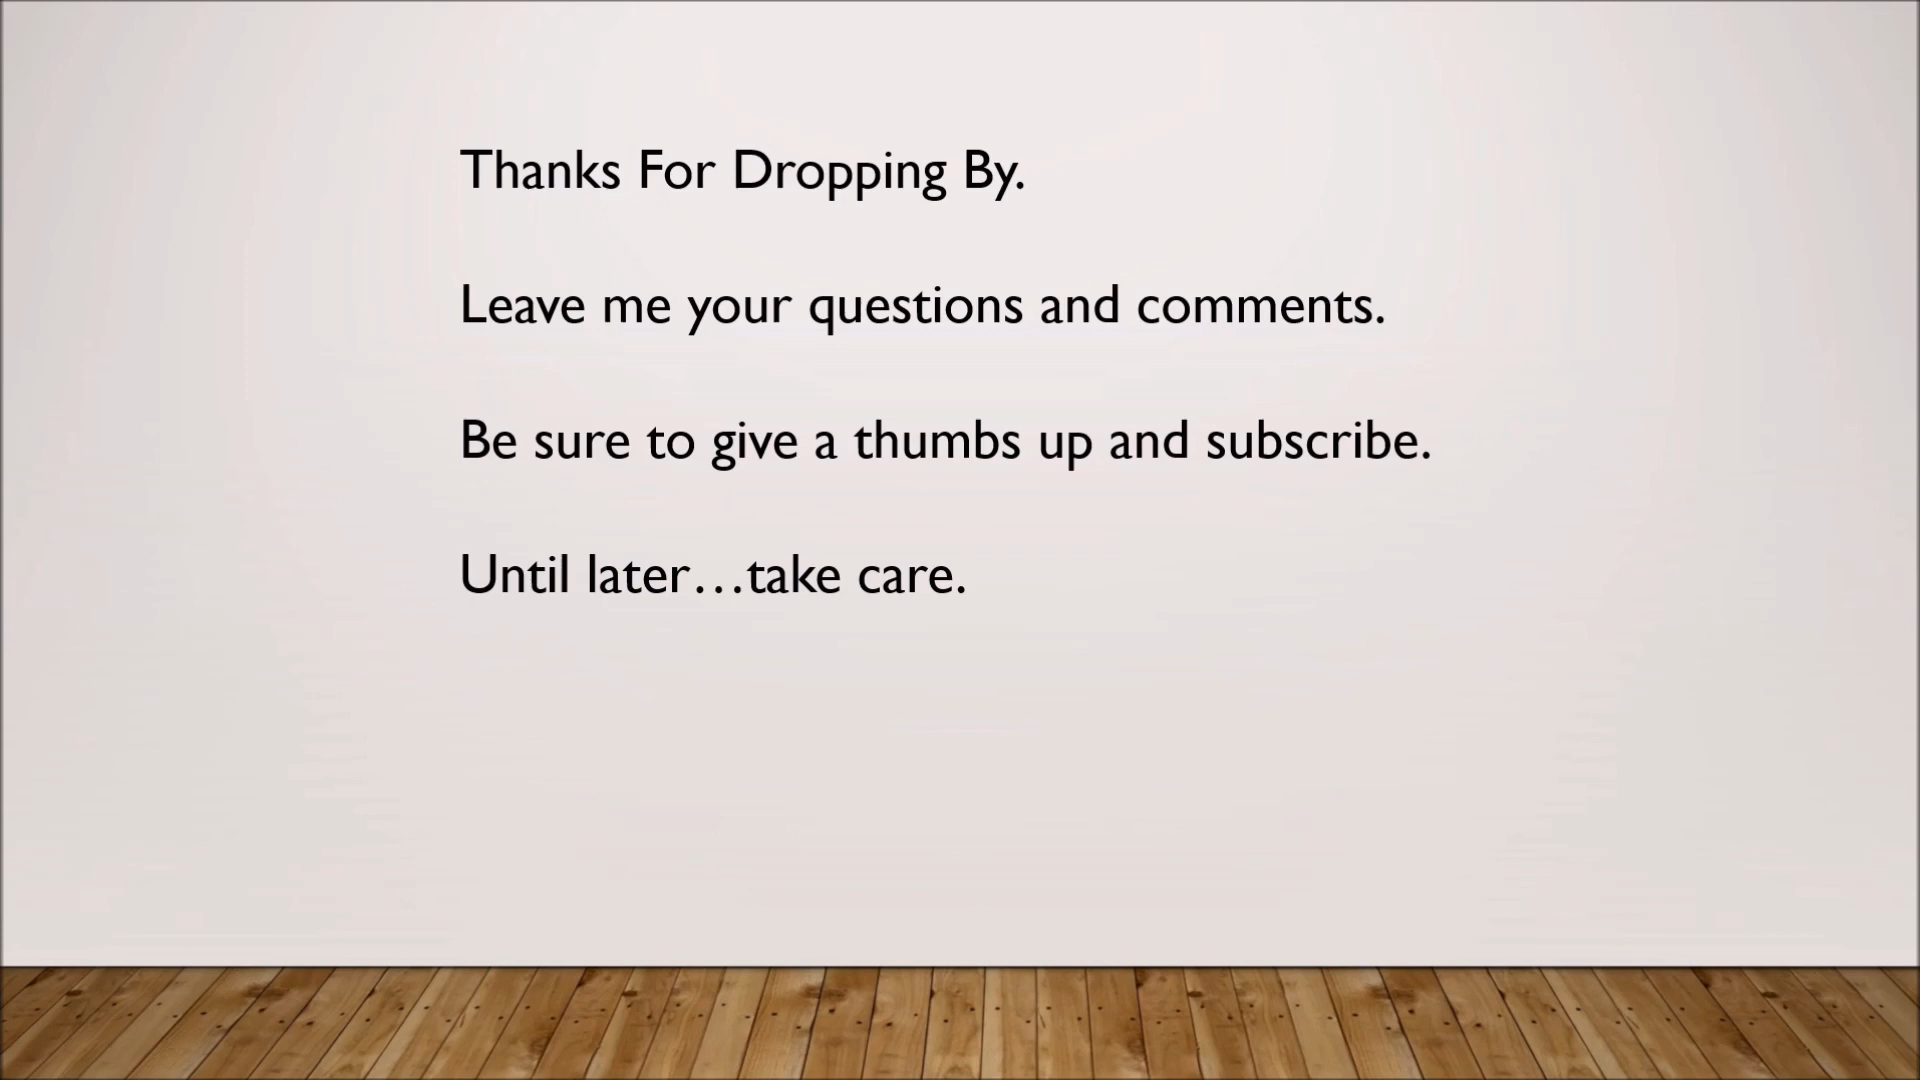 Thanks For Dropping By.
Leave me your questions and comments.
Be sure to give a thumbs up and subscribe.
Until later…take care.